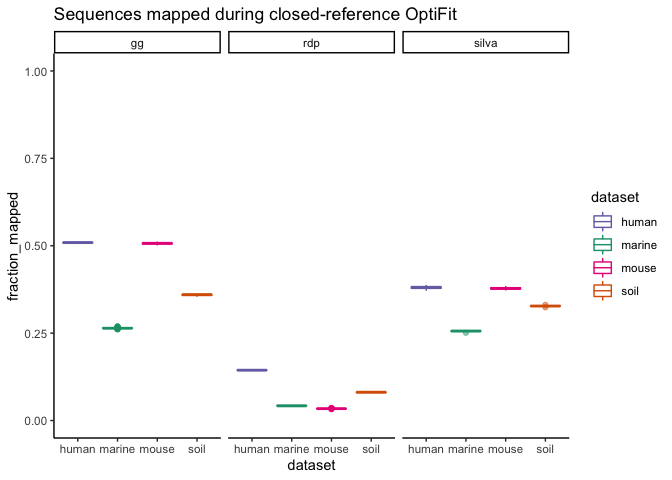 Sequences mapped during closed-reference OptiFit
gg
rdp
silva
1.00
0.75
0.50
0.25
0.00
fraction_mapped
human marine mouse soil
human marine mouse soil
human marine mouse soil
dataset
dataset
human
marine
mouse
soil